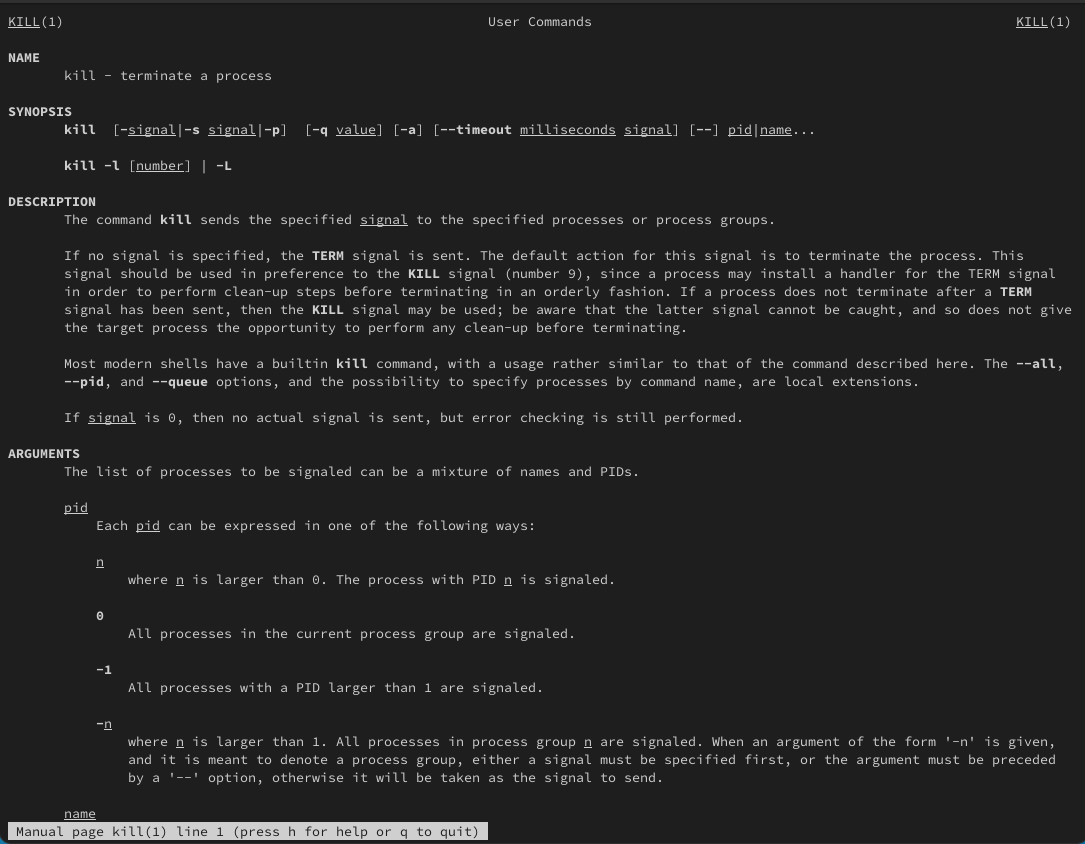 KILL(1) User Commands KILL(1)
NAME
kill - terminate a process
SYNOPSIS
kill [-signal|-s signal|-p] [-q value] [-a] [--timeout milliseconds signal] [--] pid|name...
kill -l [number] | -L
DESCRIPTION
The command kill sends the specified signal to the specified processes or process groups.
If no signal is specified, the TERM signal is sent. The default action for this signal is to terminate the process. This
signal should be used in preference to the KILL signal (number 9), since a process may install a handler for the TERM signal
in order to perform clean-up steps before terminating in an orderly fashion. If a process does not terminate after a TERM
signal has been sent, then the KILL signal may be used; be aware that the latter signal cannot be caught, and so does not give
the target process the opportunity to perform any clean-up before terminating.
Most modern shells have a builtin kill command, with a usage rather similar to that of the command described here. The --all,
--pid, and --queue options, and the possibility to specify processes by command name, are local extensions.
If signal is 0, then no actual signal is sent, but error checking is still performed.
ARGUMENTS
The list of processes to be signaled can be a mixture of names and PIDs.
pid
Each pid can be expressed in one of the following ways:
n
where n is larger than 0. The process with PID n is signaled.
0
All processes in the current process group are signaled.
-1
All processes with a PID larger than 1 are signaled.
-n
where n is larger than 1. All processes in process group n are signaled. When an argument of the form '-n' is given,
and it is meant to denote a process group, either a signal must be specified first, or the argument must be preceded
by a '--' option, otherwise it will be taken as the signal to send.
name
Manual page kill(1) line 1 (press h for help or q to quit)